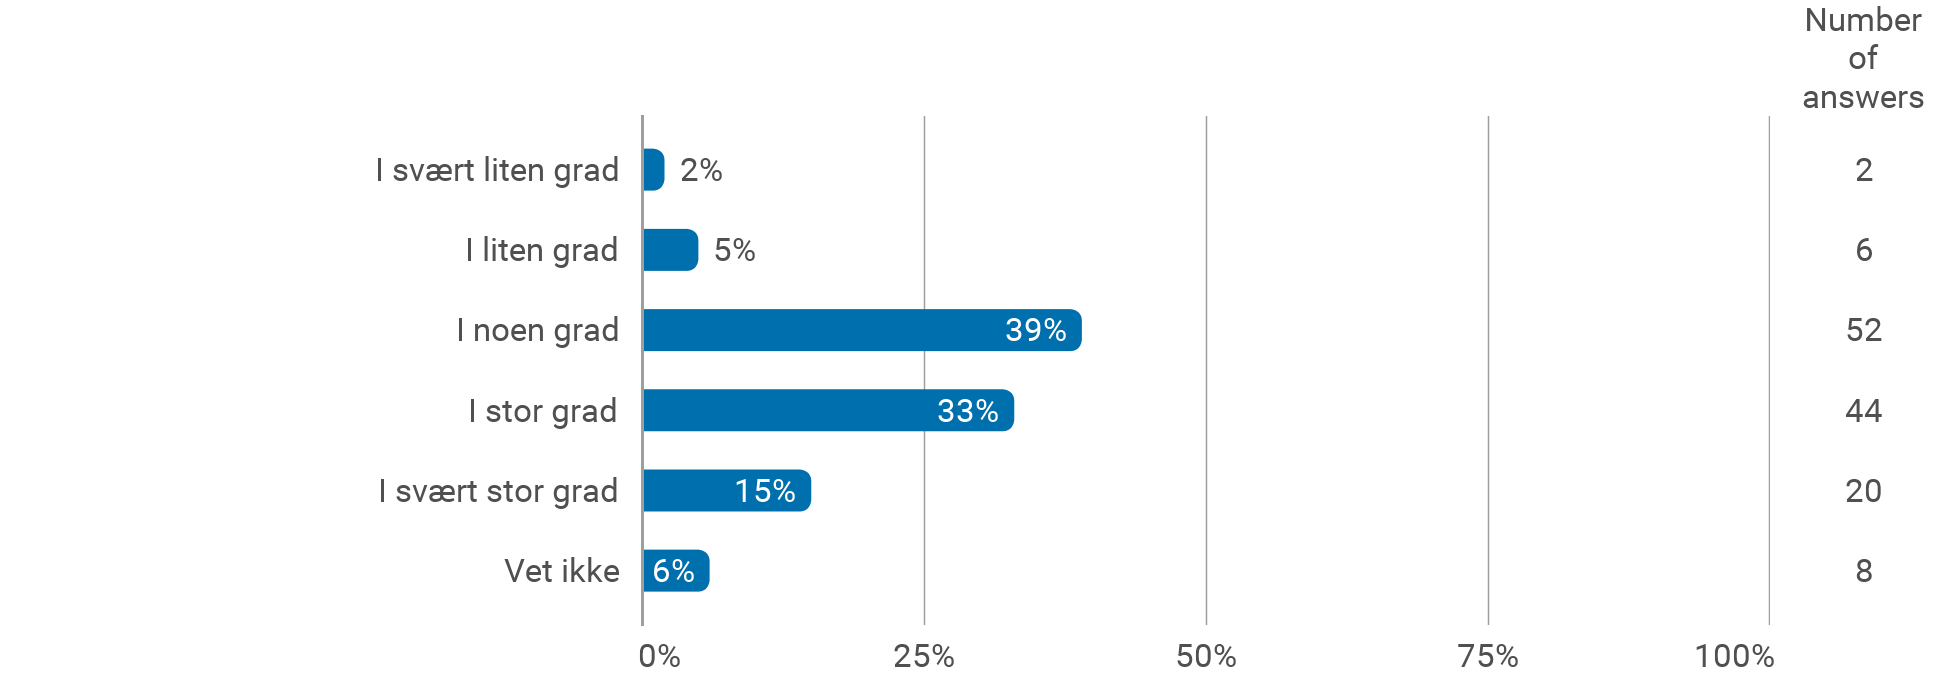 Number
of
answers
I svært liten grad 2% 2
I liten grad 5% 6
I noen grad 39% 52
I stor grad 33% 44
I svært stor grad 15% 20
Vet ikke 6% 8
0% 25% 50% 75% 100%